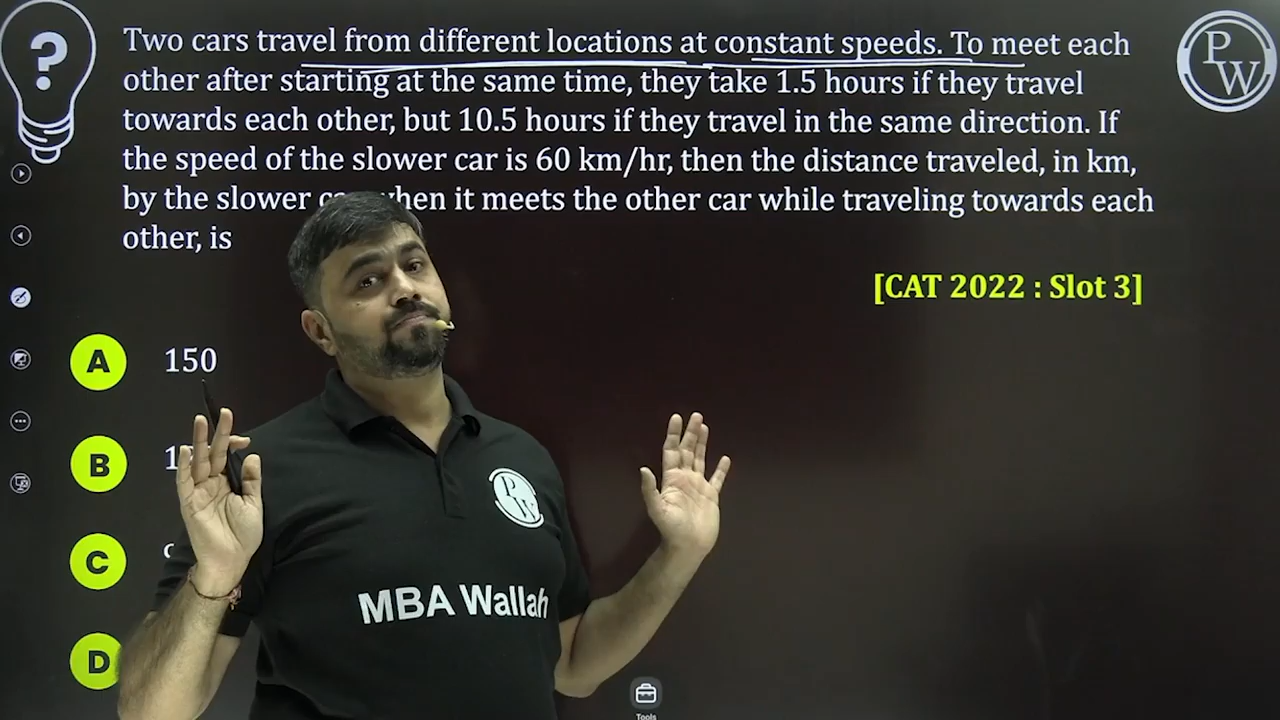 Two cars travel from different locations at constant speeds. To meet each
other after starting at the same time, they take 1.5 hours if they travel
towards each other, but 10.5 hours if they travel in the same direction. If
the speed of the slower car is 60 km/hr, then the distance traveled, in km,
by the slower when it meets the other car while traveling towards each
other, is
[CAT 2022 : Slot 3]
A 150
B
C
D
PW
PW
MBA Wallah
Tools